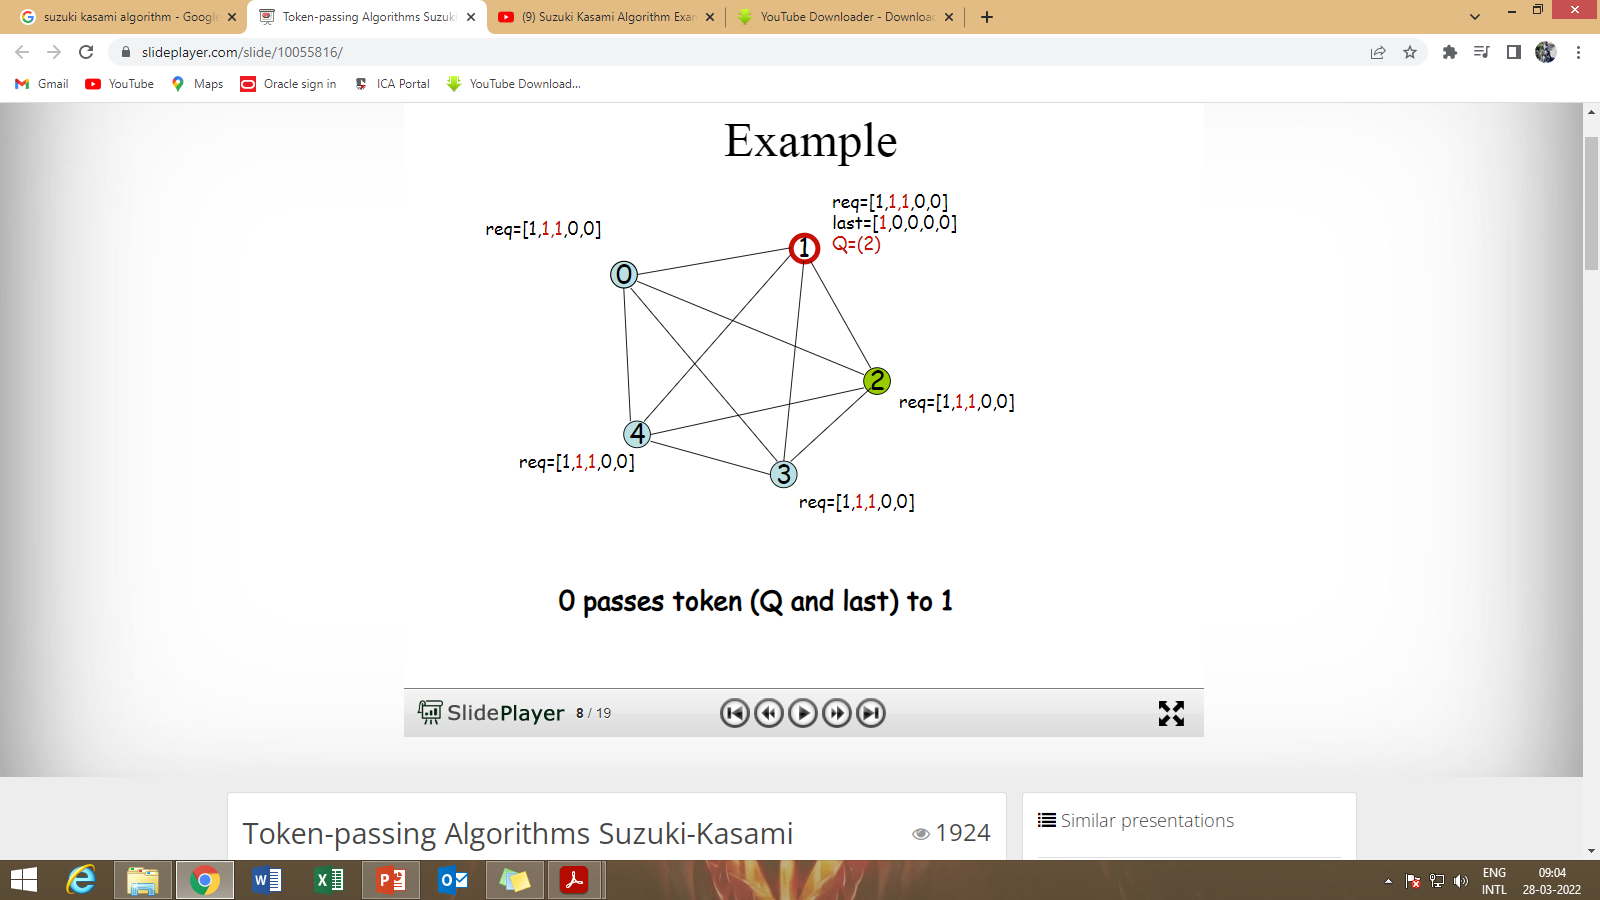 suzuki kasami algorithm - Googl
Token-passing Algorithms Suzuki
(9) Suzuki Kasami Algorithm Exam
YouTube Downloader - Download
slideplayer.com/slide/10055816/
Gmail
YouTube
Maps
Oracle sign in
ICA Portal
YouTube Download...
Example
req=[1,1,1,0,0]
last=[1,0,0,0,0]
Q=(2)
req=[1,1,1,0,0]
1
0
2
req=[1,1,1,0,0]
4
req=[1,1,1,0,0]
3
req=[1,1,1,0,0]
0 passes token (Q and last) to 1
SlidePlayer
8 / 19
Token-passing Algorithms Suzuki-Kasami
1924
Similar presentations
ENG
INTL
09:04
28-03-2022